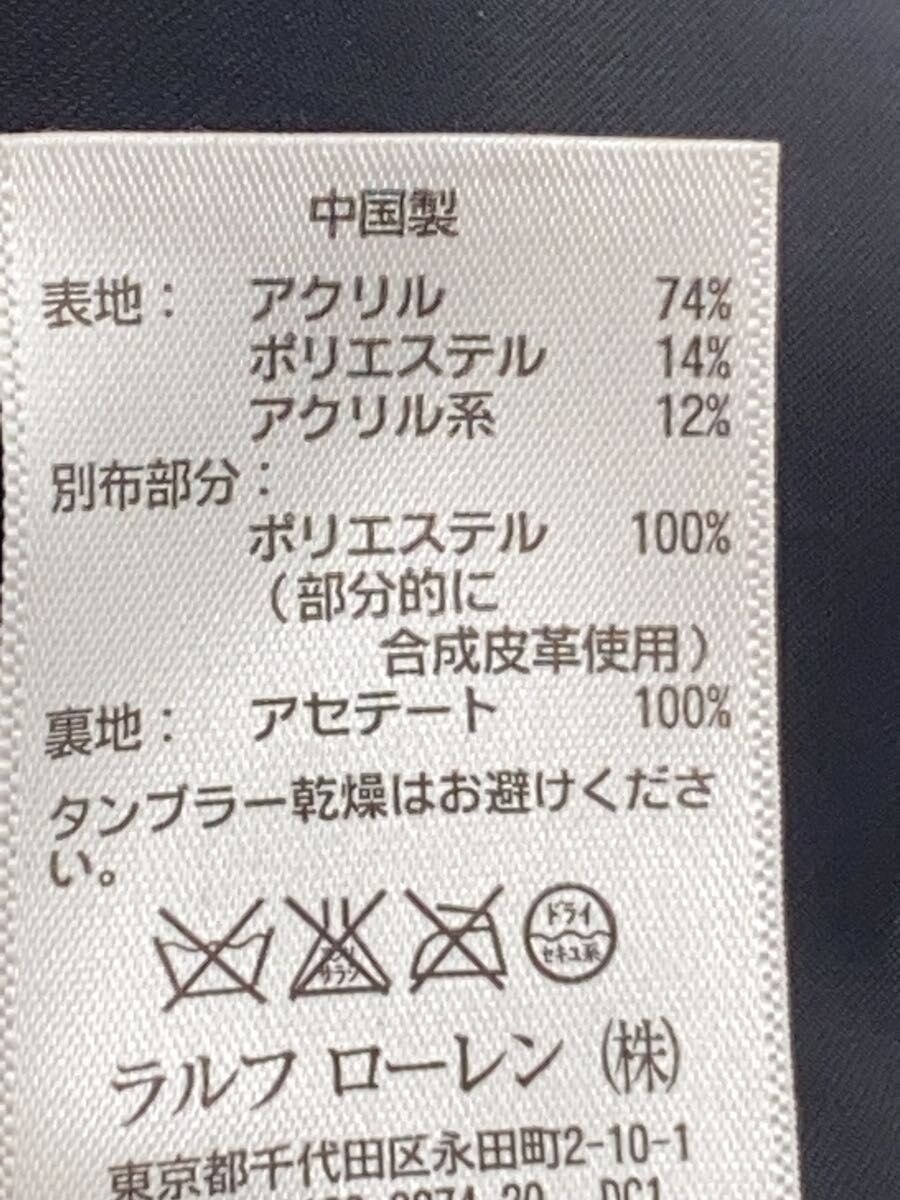 中国製
表地： アクリル 74%
ポリエステル 14%
アクリル系 12%
別布部分：
ポリエステル 100%
（部分的に
合成皮革使用）
裏地： アセテート 100%
タンブラー乾燥はお避けくださ
い。
ドライ
セキユ系
ラルフ ローレン ㈱
東京都千代田区永田町2-10-1